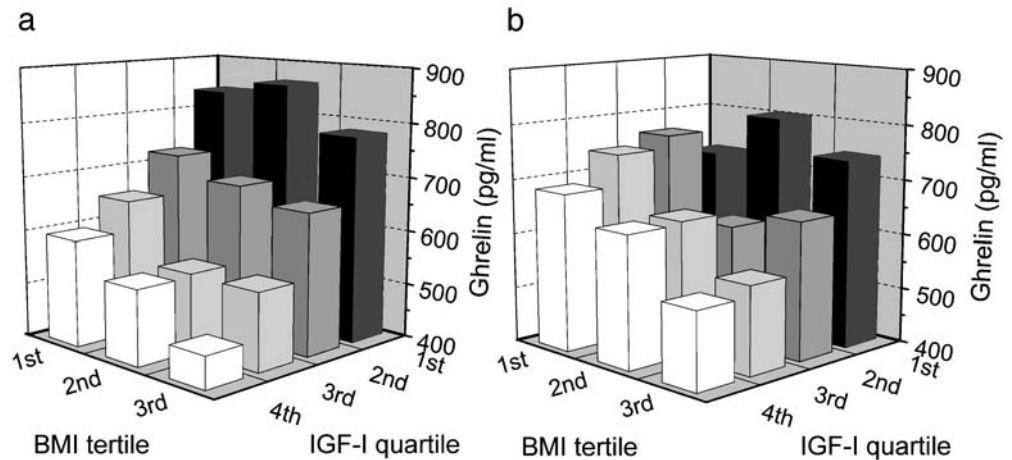 a
900
800
700
600
500
400
Ghrelin (pg/ml)
1st
2nd
3rd
BMI tertile
4th
3rd
2nd
1st
IGF-I quartile
b
900
800
700
600
500
400
Ghrelin (pg/ml)
1st
2nd
3rd
BMI tertile
4th
3rd
2nd
1st
IGF-I quartile